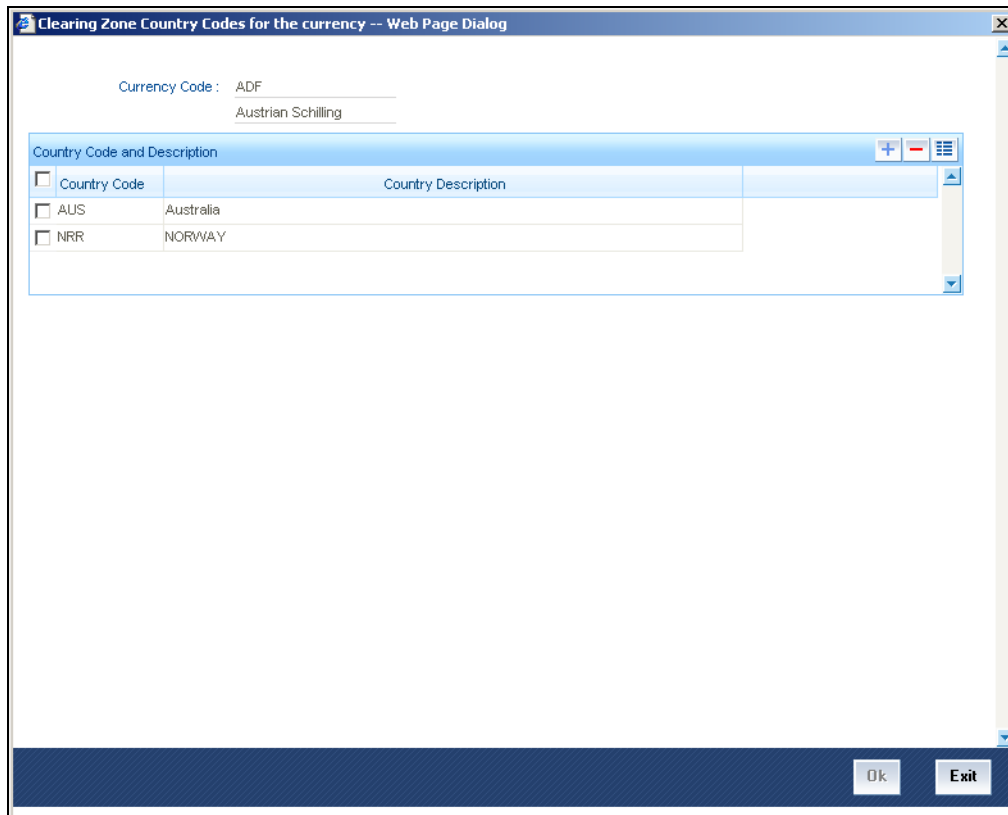 Clearing Zone Country Codes for the currency -- Web Page Dialog
Currency Code : ADF
Austrian Schilling
Country Code and Description
Country Code Country Description
AUS Australia
NRR NORWAY
Ok Exit